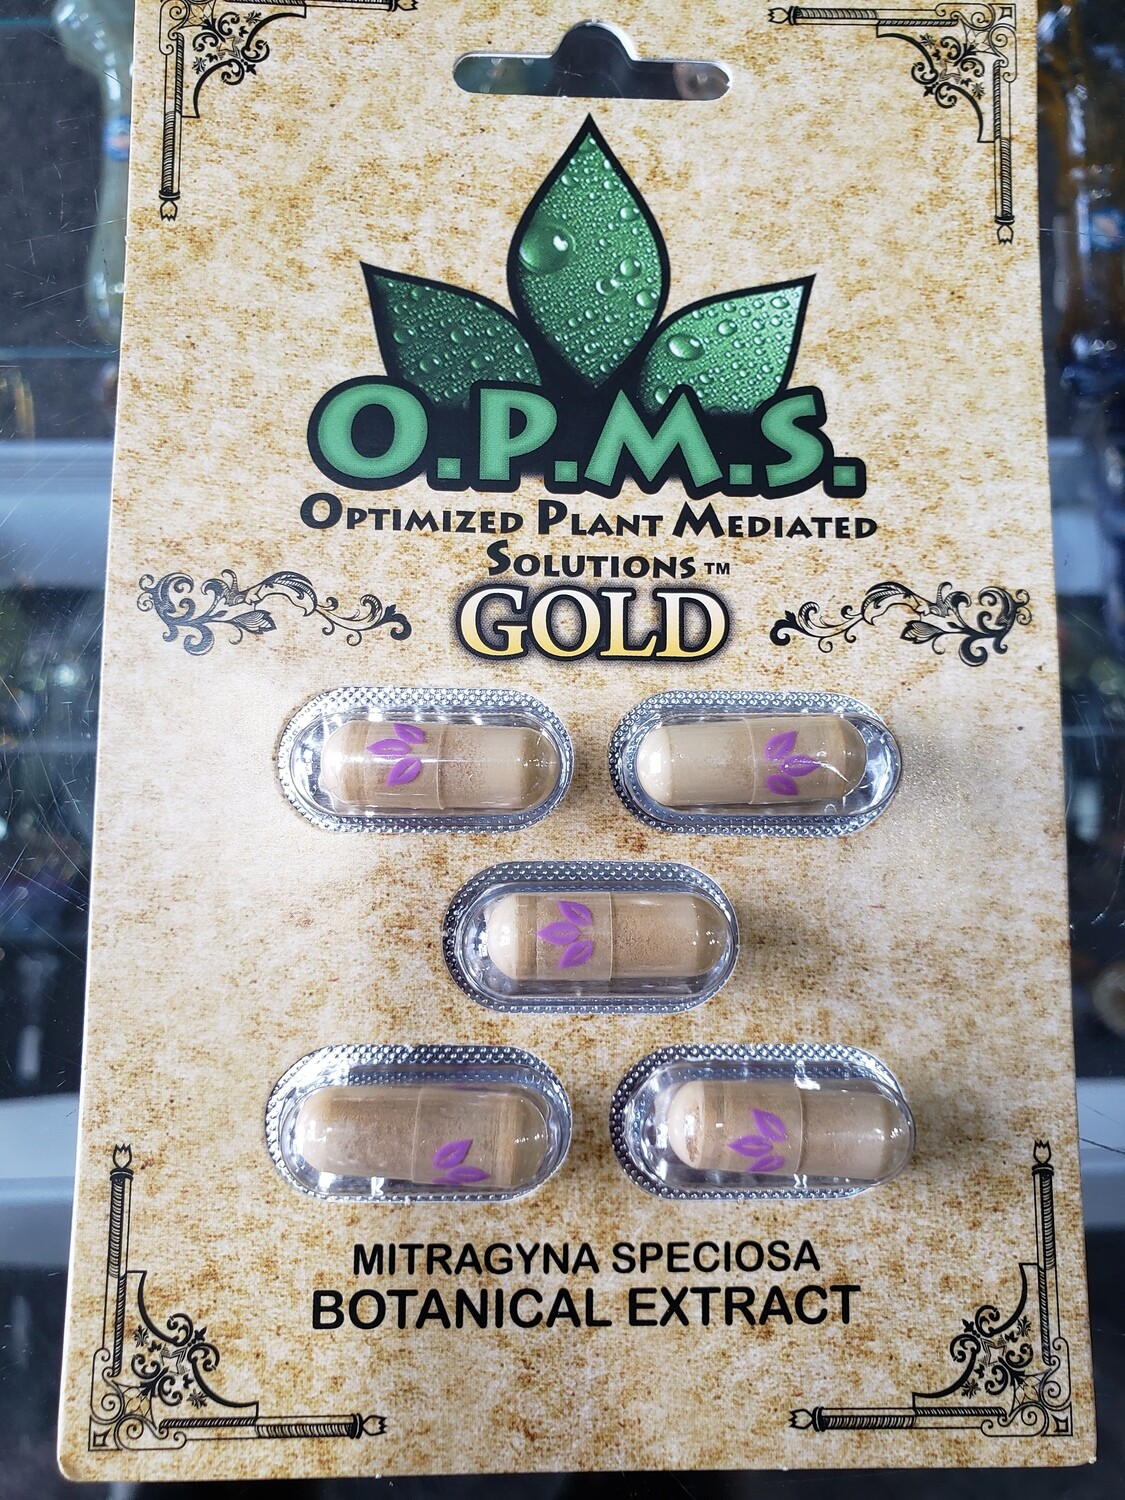 O.P.M.S.
OPTIMIZED PLANT MEDIATED
SOLUTIONS™
GOLD
MITRAGYNA SPECIOSA
BOTANICAL EXTRACT